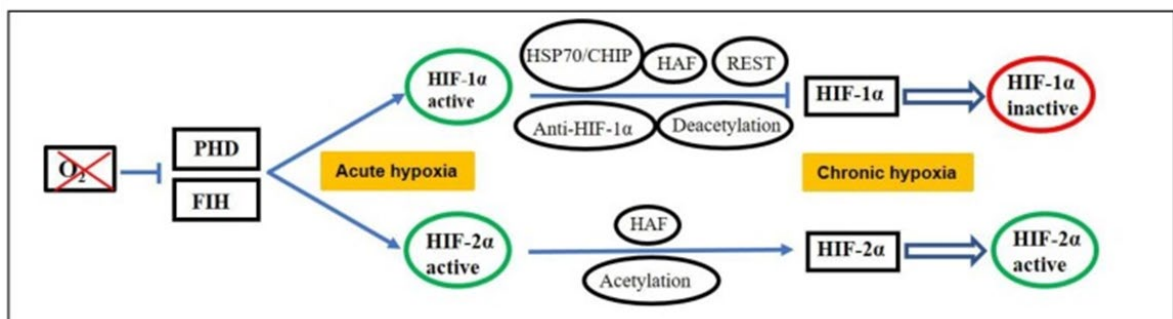 O₂
PHD
FIH
HIF-1α
active
HSP70/CHIP
HAF
REST
Anti-HIF-1α
Deacetylation
HIF-1α
HIF-1α
inactive
Acute hypoxia
Chronic hypoxia
HIF-2α
active
HAF
Acetylation
HIF-2α
HIF-2α
active